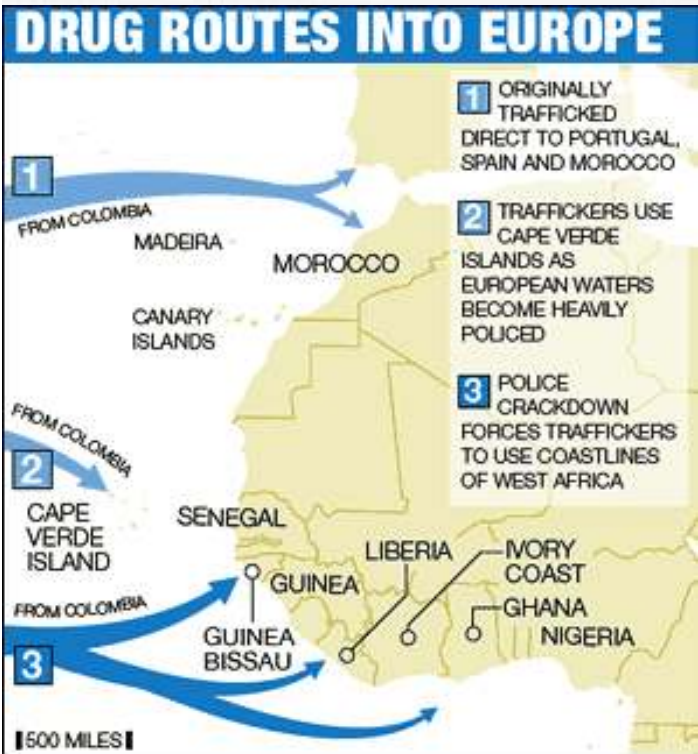 DRUG ROUTES INTO EUROPE
1 ORIGINALLY
TRAFFICKED
DIRECT TO PORTUGAL,
SPAIN AND MOROCCO
2 TRAFFICKERS USE
CAPE VERDE
ISLANDS AS
EUROPEAN WATERS
BECOME HEAVILY
POLICED
3 POLICE
CRACKDOWN
FORCES TRAFFICKERS
TO USE COASTLINES
OF WEST AFRICA
1
FROM COLOMBIA
MADEIRA
MOROCCO
CANARY
ISLANDS
FROM COLOMBIA
2
CAPE
VERDE
ISLAND
SENEGAL
LIBERIA
IVORY
COAST
GUINEA
GHANA
FROM COLOMBIA
GUINEA
BISSAU
NIGERIA
3
500 MILES